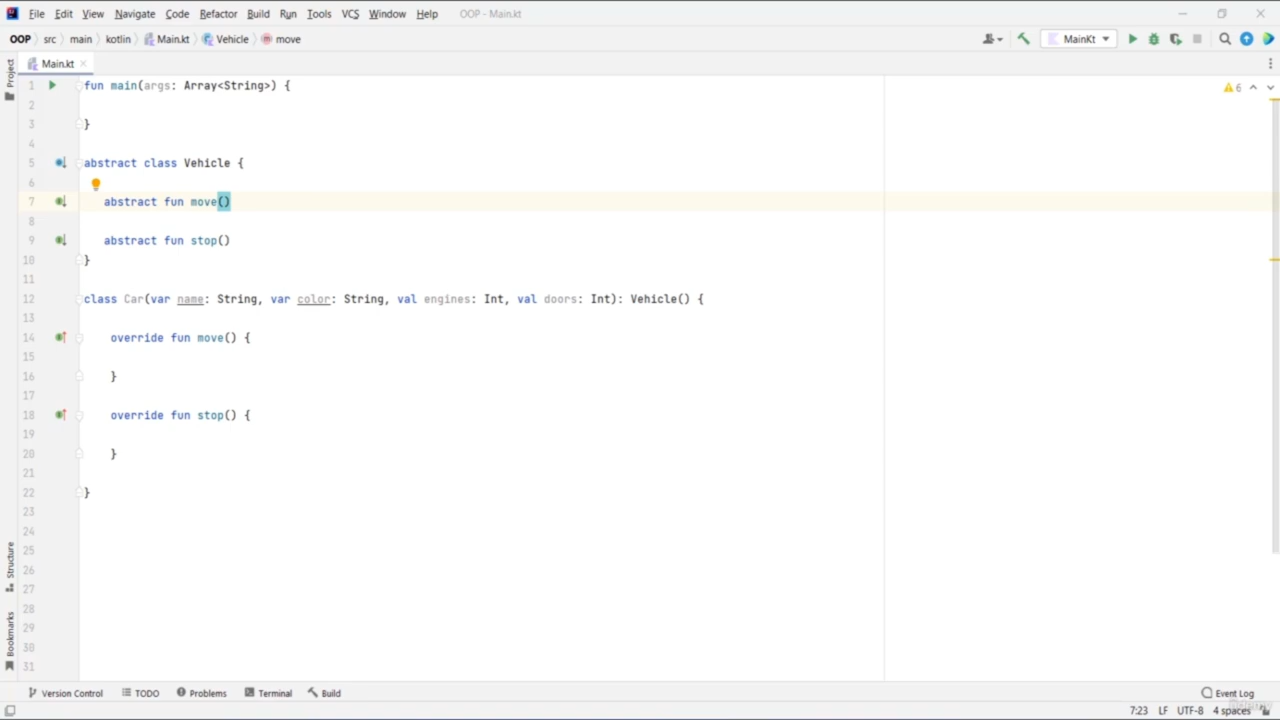 File Edit View Navigate Code Refactor Build Run Tools VCS Window Help OOP - Main.kt
OOP src main kotlin Main.kt Vehicle move MainKt
Project
Main.kt
1 fun main(args: Array<String>) { 6
2
3 }
4
5 abstract class Vehicle {
6
7 abstract fun move()
8
9 abstract fun stop()
10 }
11
12 class Car(var name: String, var color: String, val engines: Int, val doors: Int): Vehicle() {
13
14 override fun move() {
15
16 }
17
18 override fun stop() {
19
20 }
21
22 }
23
24
25
26
27
28
29
30
31
Structure
Bookmarks
Version Control TODO Problems Terminal Build Event Log
7:23 LF UTF-8 4 spaces